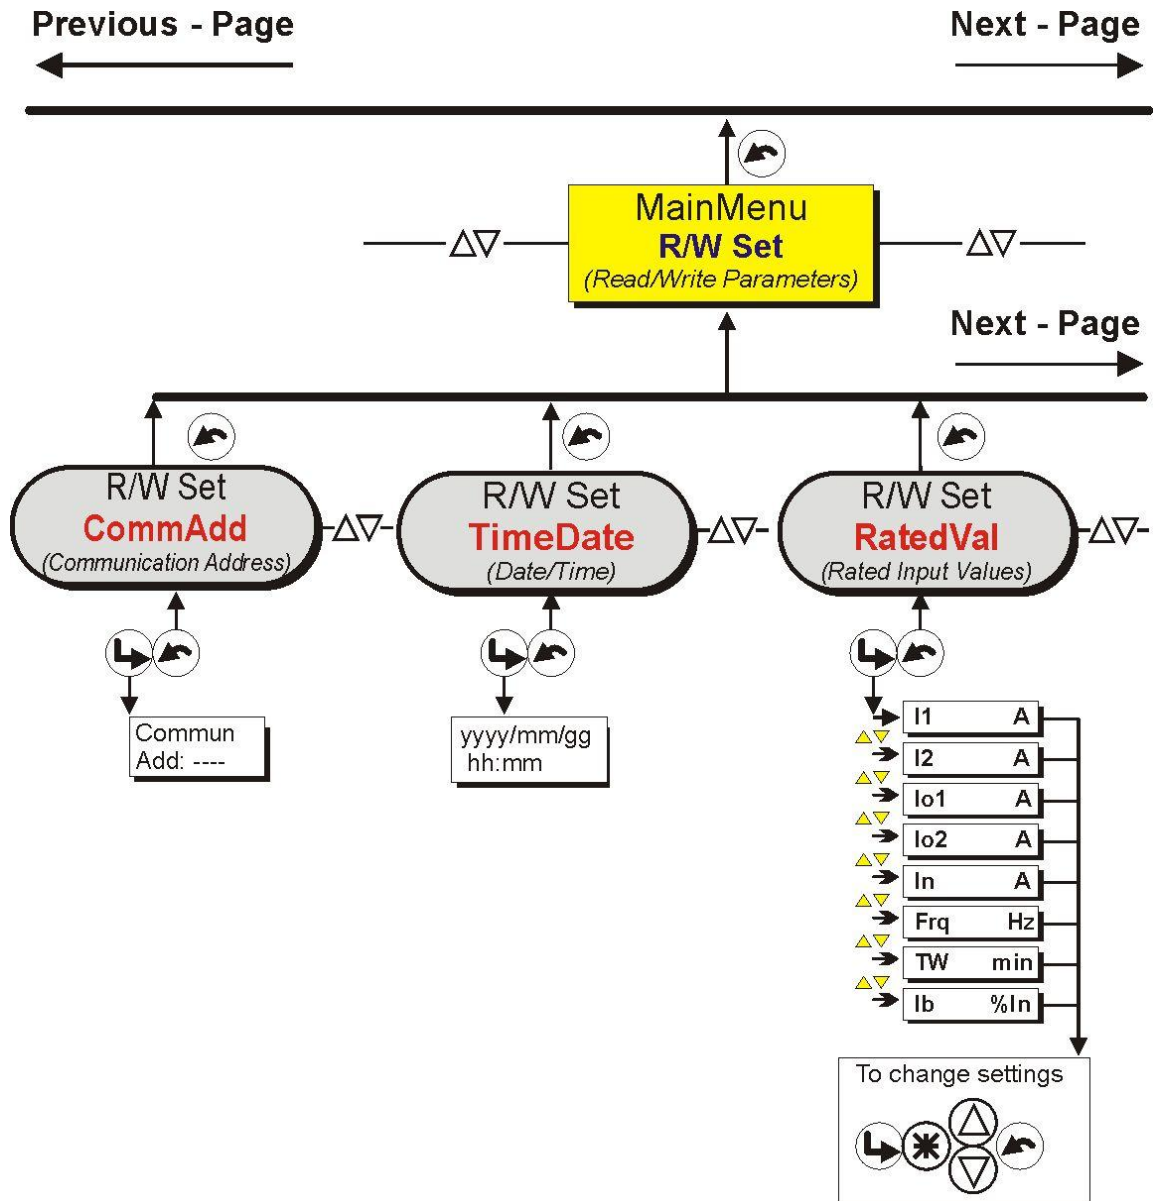 Previous - Page
Next - Page
MainMenu
R/W Set
(Read/Write Parameters)
Next - Page
R/W Set
CommAdd
(Communication Address)
R/W Set
TimeDate
(Date/Time)
R/W Set
RatedVal
(Rated Input Values)
Commun
Add: ----
yyyy/mm/gg
hh:mm
I1 A
I2 A
Io1 A
Io2 A
In A
Frq Hz
TW min
Ib %In
To change settings